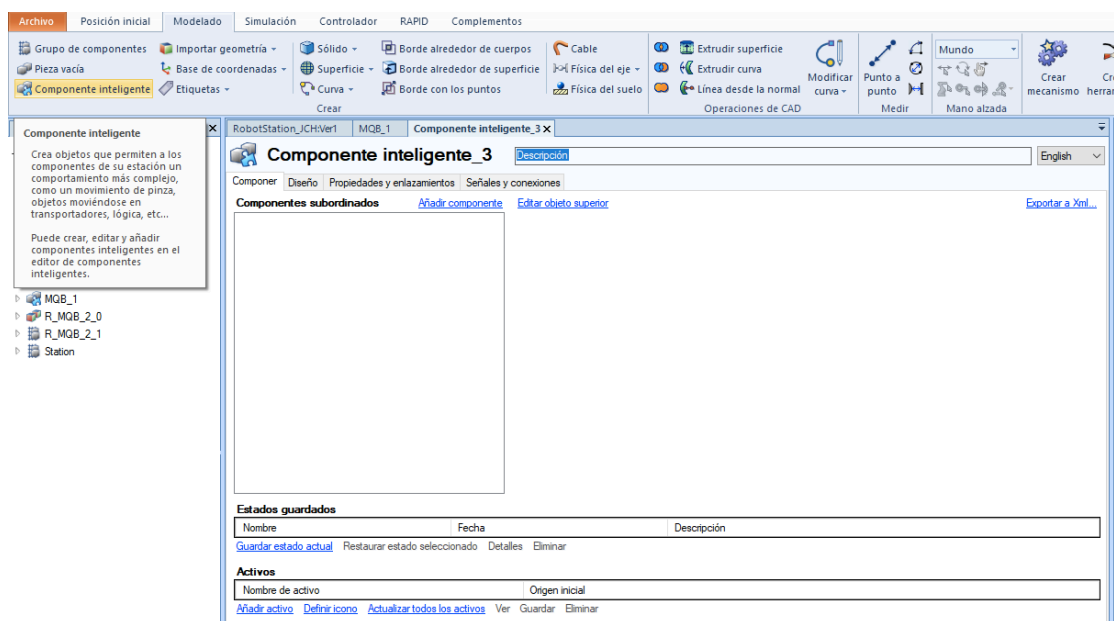 Archivo Posición inicial Modelado Simulación Controlador RAPID Complementos
Grupo de componentes Importar geometría Sólido Borde alrededor de cuerpos Cable Extrudir superficie Mundo
Pieza vacía Base de coordenadas Superficie Borde alrededor de superficie Física del eje Extrudir curva
Componente inteligente Etiquetas Curva Borde con los puntos Física del suelo Línea desde la normal
Modificar curva Punto a punto Crear mecanismo
Crear Operaciones de CAD Medir Mano alzada
Componente inteligente
Crea objetos que permiten a los
componentes de su estación un
comportamiento más complejo,
como un movimiento de pinza,
objetos moviéndose en
transportadores, lógica, etc...
Puede crear, editar y añadir
componentes inteligentes en el
editor de componentes
inteligentes.
MQB_1
R_MQB_2_0
R_MQB_2_1
Station
RobotStation_JCH:Ver1 MQB_1 Componente inteligente_3 X
Componente inteligente_3 Descripción English
Componer Diseño Propiedades y enlazamientos Señales y conexiones
Componentes subordinados Añadir componente Editar objeto superior Exportar a Xml...
Estados guardados
Nombre Fecha Descripción
Guardar estado actual Restaurar estado seleccionado Detalles Eliminar
Activos
Nombre de activo Origen inicial
Añadir activo Definir icono Actualizar todos los activos Ver Guardar Eliminar